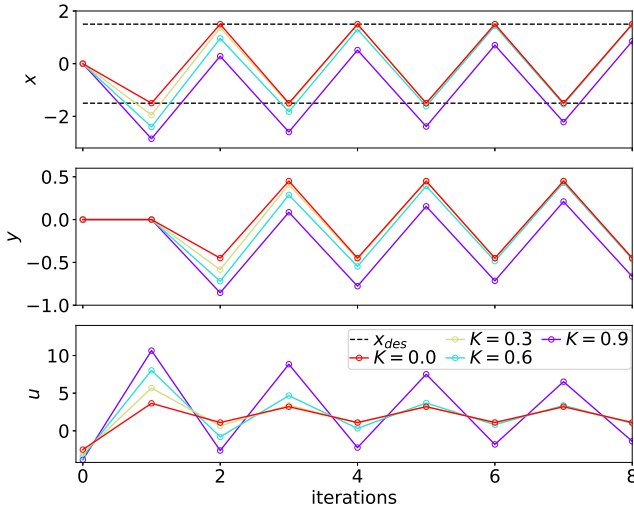 2
0
−2
x
0.5
0.0
−0.5
−1.0
y
10
5
0
u
x_des K = 0.3 K = 0.9
K = 0.0 K = 0.6
0 2 4 6 8
iterations